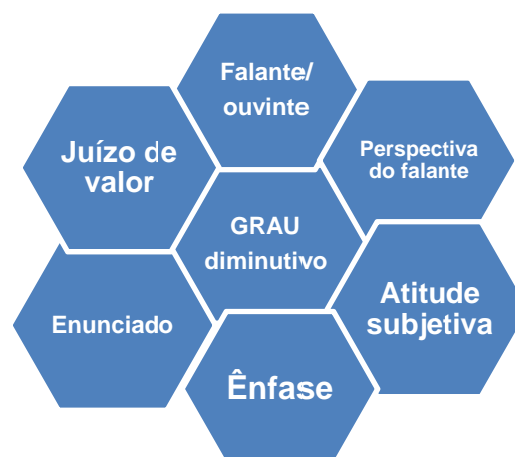 Falante/
ouvinte
Juízo de
valor
Perspectiva
do falante
GRAU
diminutivo
Atitude
subjetiva
Enunciado
Ênfase